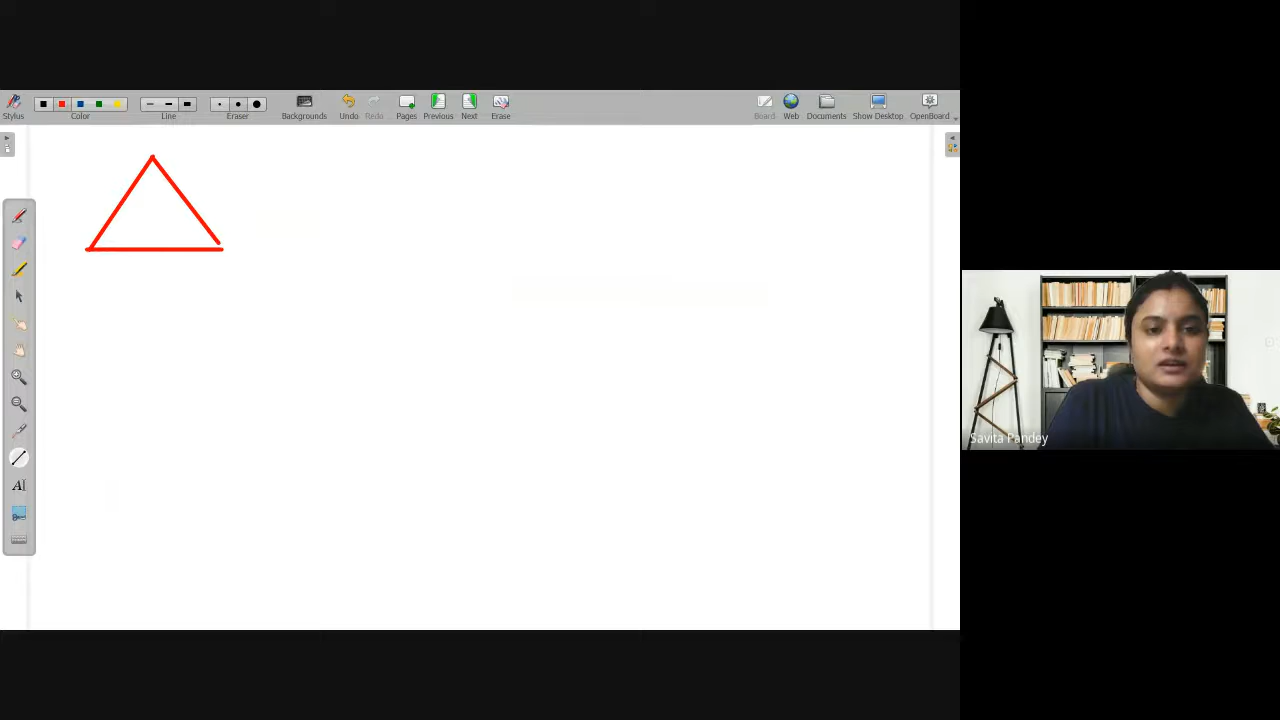 Stylus Color Line Eraser Backgrounds Undo Redo Pages Previous Next Erase Board Web Documents Show Desktop OpenBoard
AI
Savita Pandey